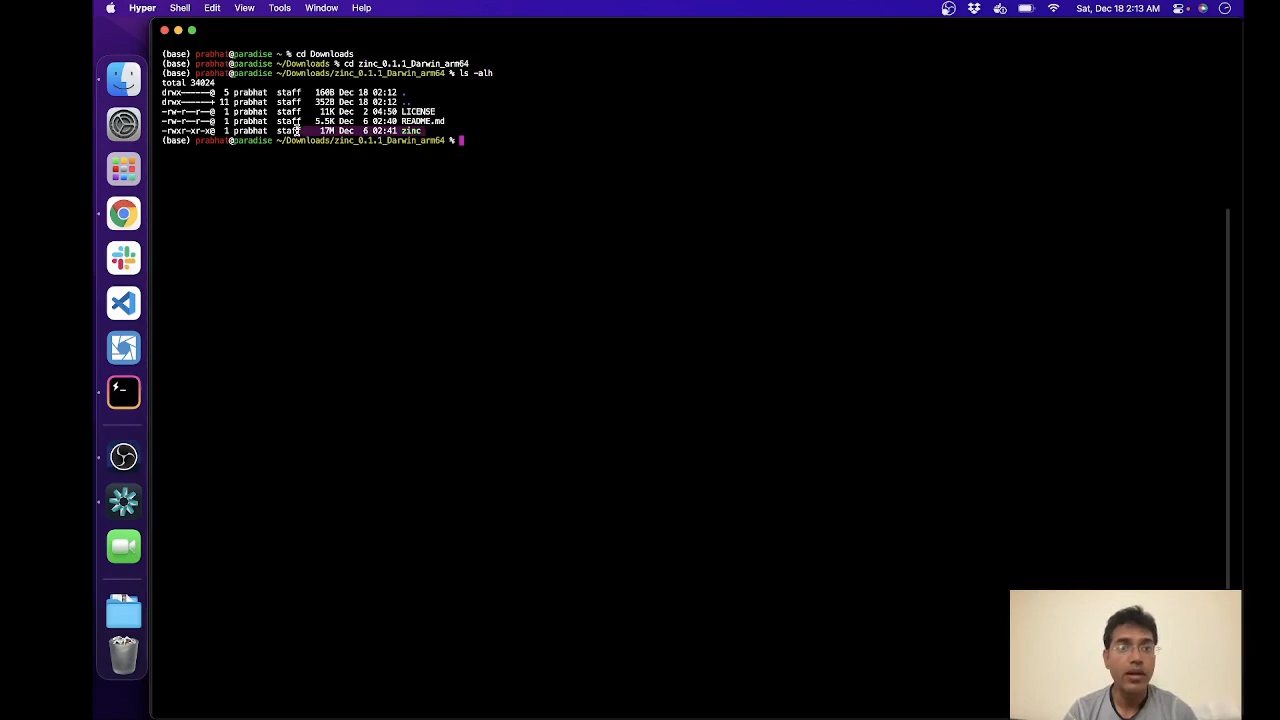 Hyper Shell Edit View Tools Window Help Sat, Dec 18 2:13 AM
(base) prabhat@paradise ~ % cd Downloads
(base) prabhat@paradise ~/Downloads % cd zinc_0.1.1_Darwin_arm64
(base) prabhat@paradise ~/Downloads/zinc_0.1.1_Darwin_arm64 % ls -alh
total 34024
drwx------@ 5 prabhat staff 160B Dec 18 02:12 .
drwx------+ 11 prabhat staff 352B Dec 18 02:12 ..
-rw-r--r--@ 1 prabhat staff 11K Dec 2 04:50 LICENSE
-rw-r--r--@ 1 prabhat staff 5.5K Dec 6 02:40 README.md
-rwxr-xr-x@ 1 prabhat staff 17M Dec 6 02:41 zinc
(base) prabhat@paradise ~/Downloads/zinc_0.1.1_Darwin_arm64 %